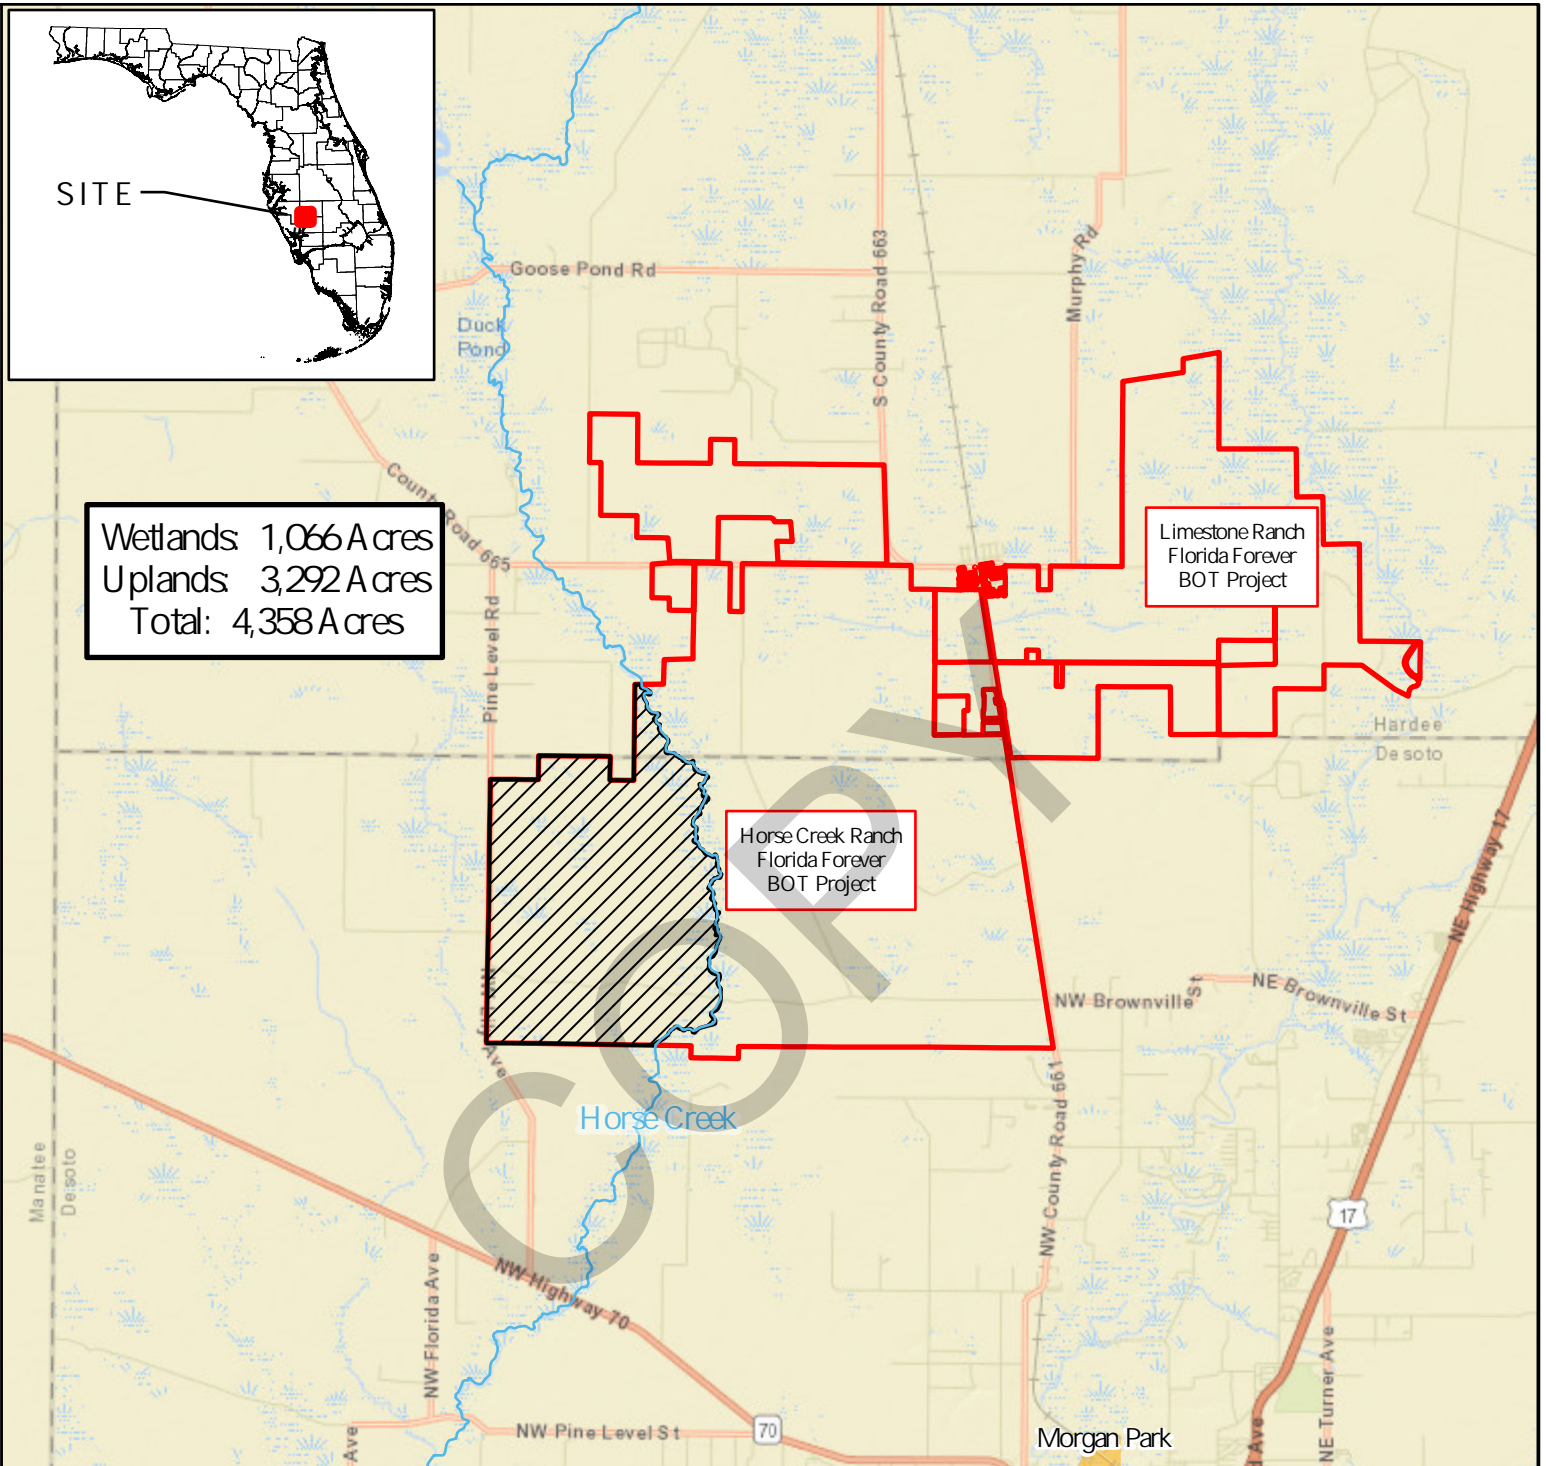 SITE
Goose Pond Rd
Duck
Pond
S County Road 663
Murphy Rd
County Road 665
Wetlands: 1,066 Acres
Uplands: 3,292 Acres
Total: 4,358 Acres
Limestone Ranch
Florida Forever
BOT Project
Pine Level Rd
Hardee
Desoto
Horse Creek Ranch
Florida Forever
BOT Project
NE Highway 17
NW Brownville St
NE Brownville St
NW
Ave
Horse Creek
COPY
NW County Road 661
Manatee
Desoto
17
NW Highway 70
NW Florida Ave
NE Turner Ave
NW Pine Level St
70
Ave
Morgan Park
Ave